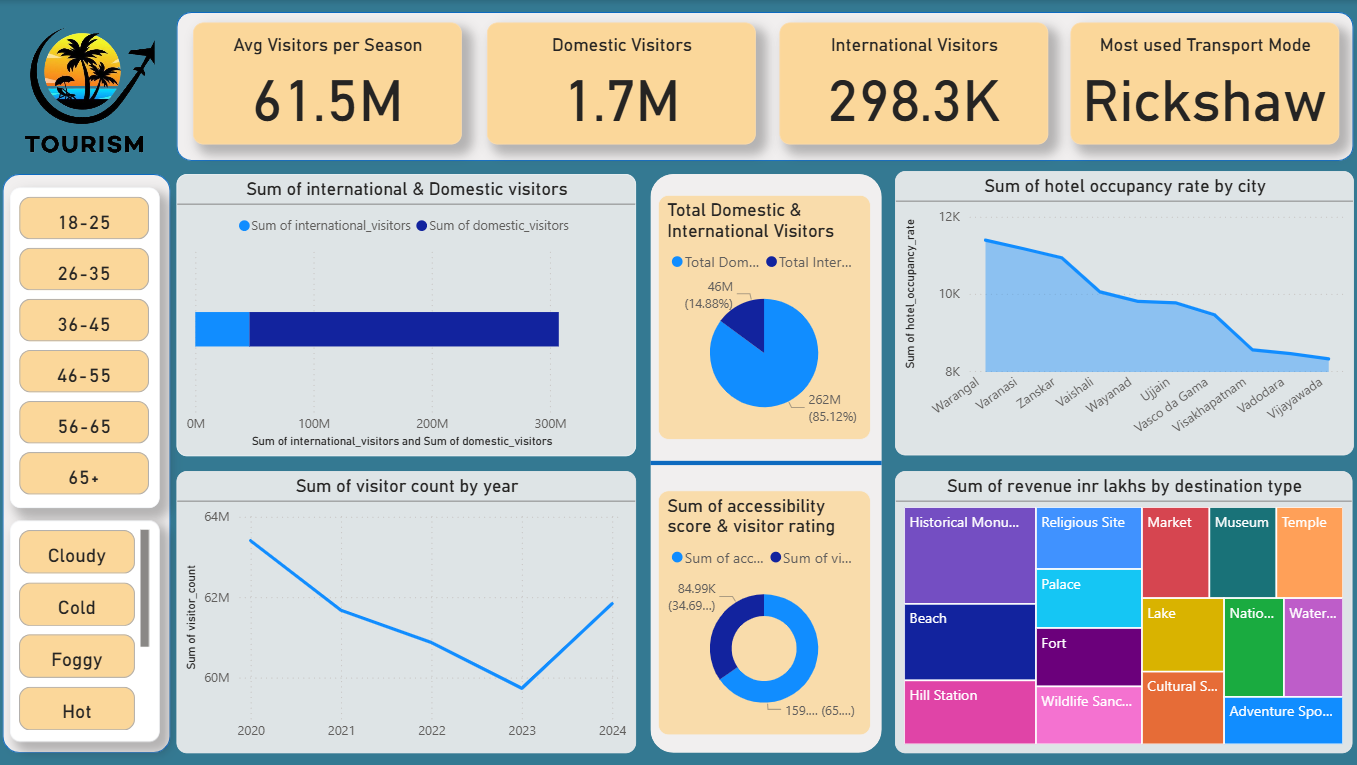 TOURISM
Avg Visitors per Season
61.5M
Domestic Visitors
1.7M
International Visitors
298.3K
Most used Transport Mode
Rickshaw
18-25
26-35
36-45
46-55
56-65
65+
Cloudy
Cold
Foggy
Hot
Sum of international & Domestic visitors
Sum of international_visitors
Sum of domestic_visitors
0M
100M
200M
300M
Sum of international_visitors and Sum of domestic_visitors
Total Domestic &
International Visitors
Total Dom...
Total Inter...
46M
(14.88%)
262M
(85.12%)
Sum of hotel occupancy rate by city
Sum of hotel_occupancy_rate
12K
10K
8K
Warangal
Varanasi
Zanskar
Vaishali
Wayanad
Ujjain
Vasco da Gama
Visakhapatnam
Vadodara
Vijayawada
Sum of visitor count by year
Sum of visitor_count
64M
62M
60M
2020
2021
2022
2023
2024
Sum of accessibility
score & visitor rating
Sum of acc...
Sum of vi...
84.99K
(34.69...)
159.... (65....)
Sum of revenue inr lakhs by destination type
Historical Monu...
Beach
Hill Station
Religious Site
Palace
Fort
Wildlife Sanc...
Market
Museum
Temple
Lake
Cultural S...
Natio...
Water...
Adventure Spo...